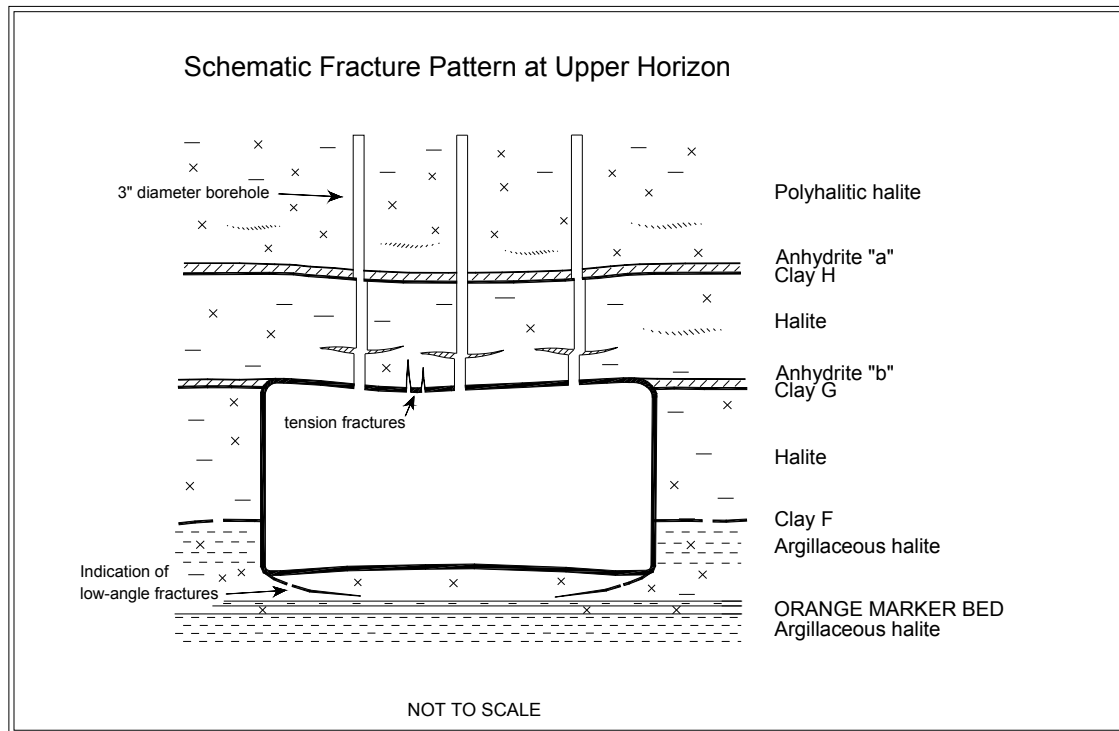 Schematic Fracture Pattern at Upper Horizon
3" diameter borehole
Polyhalitic halite
Anhydrite "a"
Clay H
Halite
Anhydrite "b"
Clay G
tension fractures
Halite
Clay F
Argillaceous halite
Indication of
low-angle fractures
ORANGE MARKER BED
Argillaceous halite
NOT TO SCALE